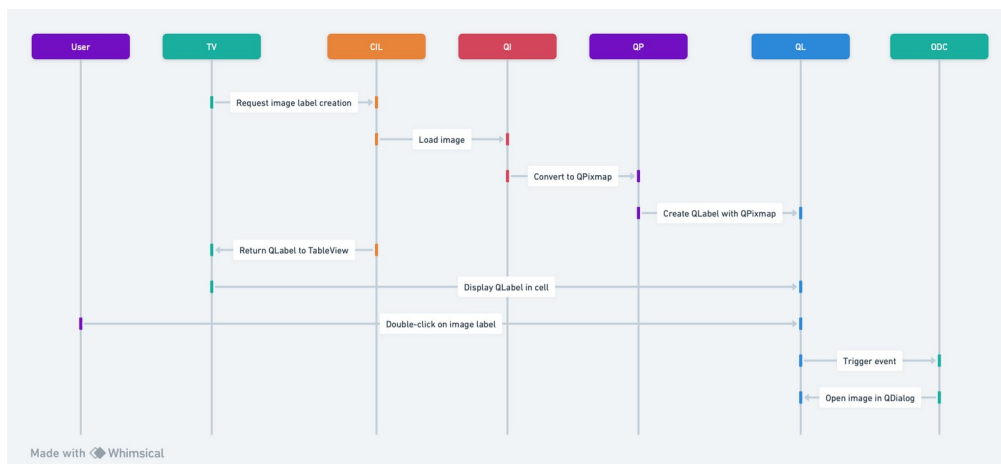 User
TV
CIL
QI
QP
QL
ODC
Request image label creation
Load image
Convert to QPixmap
Create QLabel with QPixmap
Return QLabel to TableView
Display QLabel in cell
Double-click on image label
Trigger event
Open image in QDialog
Made with Whimsical